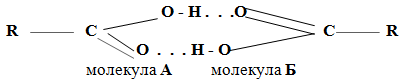 O - H . . . O
R C C R
O . . . H - O
молекула А молекула Б